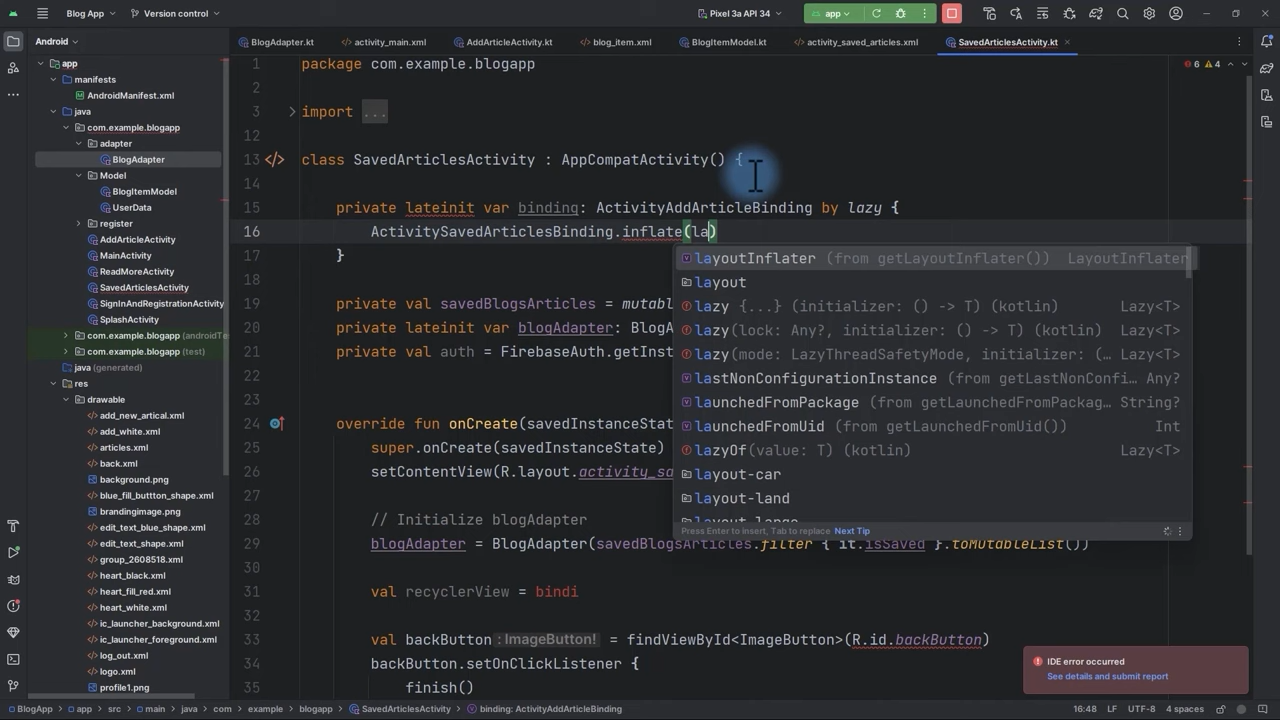 Blog App
Version control
Pixel 3a API 34
app
Android
BlogAdapter.kt
activity_main.xml
AddArticleActivity.kt
blog_item.xml
BlogItemModel.kt
activity_saved_articles.xml
SavedArticlesActivity.kt
app
manifests
AndroidManifest.xml
java
com.example.blogapp
adapter
BlogAdapter
Model
BlogItemModel
UserData
register
AddArticleActivity
MainActivity
ReadMoreActivity
SavedArticlesActivity
SignInAndRegistrationActivity
SplashActivity
com.example.blogapp (androidTe
com.example.blogapp (test)
java (generated)
res
drawable
add_new_artical.xml
add_white.xml
articles.xml
back.xml
background.png
blue_fill_buttton_shape.xml
brandingimage.png
edit_text_blue_shape.xml
edit_text_shape.xml
group_2608518.xml
heart_black.xml
heart_fill_red.xml
heart_white.xml
ic_launcher_background.xml
ic_launcher_foreground.xml
log_out.xml
logo.xml
profile1.png
6 4
1 package com.example.blogapp
2
3 import ...
12
13 class SavedArticlesActivity : AppCompatActivity() {
14
15 private lateinit var binding: ActivityAddArticleBinding by lazy {
16 ActivitySavedArticlesBinding.inflate(la)
17 }
18
19 private val savedBlogsArticles = mutab
20 private lateinit var blogAdapter: BlogA
21 private val auth = FirebaseAuth.getInst
22
23
24 override fun onCreate(savedInstanceStat
25 super.onCreate(savedInstanceState)
26 setContentView(R.layout.activity_sa
27
28 // Initialize blogAdapter
29 blogAdapter = BlogAdapter(savedBlogsArticles.filter { it.isSaved }.toMutableList())
30
31 val recyclerView = bindi
32
33 val backButton : ImageButton! = findViewById<ImageButton>(R.id.backButton)
34 backButton.setOnClickListener {
35 finish()
layoutInflater (from getLayoutInflater()) LayoutInflater
layout
lazy {...} (initializer: () -> T) (kotlin) Lazy<T>
lazy(lock: Any?, initializer: () -> T) (kotlin) Lazy<T>
lazy(mode: LazyThreadSafetyMode, initializer: (… Lazy<T>
lastNonConfigurationInstance (from getLastNonConfi… Any?
launchedFromPackage (from getLaunchedFromPackag… String?
launchedFromUid (from getLaunchedFromUid()) Int
lazyOf(value: T) (kotlin) Lazy<T>
layout-car
layout-land
layout-large
Press Enter to insert, Tab to replace Next Tip
IDE error occurred
See details and submit report
BlogApp > app > src > main > java > com > example > blogapp > SavedArticlesActivity > binding: ActivityAddArticleBinding
16:48 LF UTF-8 4 spaces